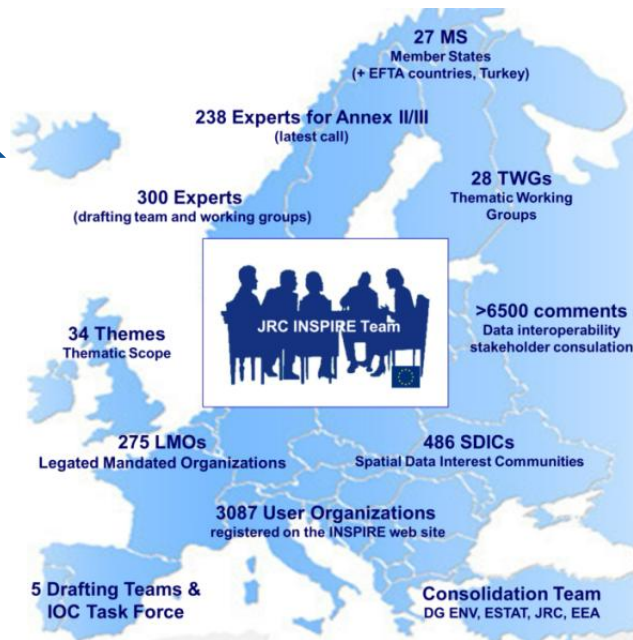 27 MS
Member States
(+ EFTA countries, Turkey)
238 Experts for Annex II/III
(latest call)
28 TWGs
Thematic Working
Groups
300 Experts
(drafting team and working groups)
JRC INSPIRE Team
>6500 comments
Data interoperability
stakeholder consulation
34 Themes
Thematic Scope
275 LMOs
Legated Mandated Organizations
486 SDICs
Spatial Data Interest Communities
3087 User Organizations
registered on the INSPIRE web site
5 Drafting Teams &
IOC Task Force
Consolidation Team
DG ENV, ESTAT, JRC, EEA